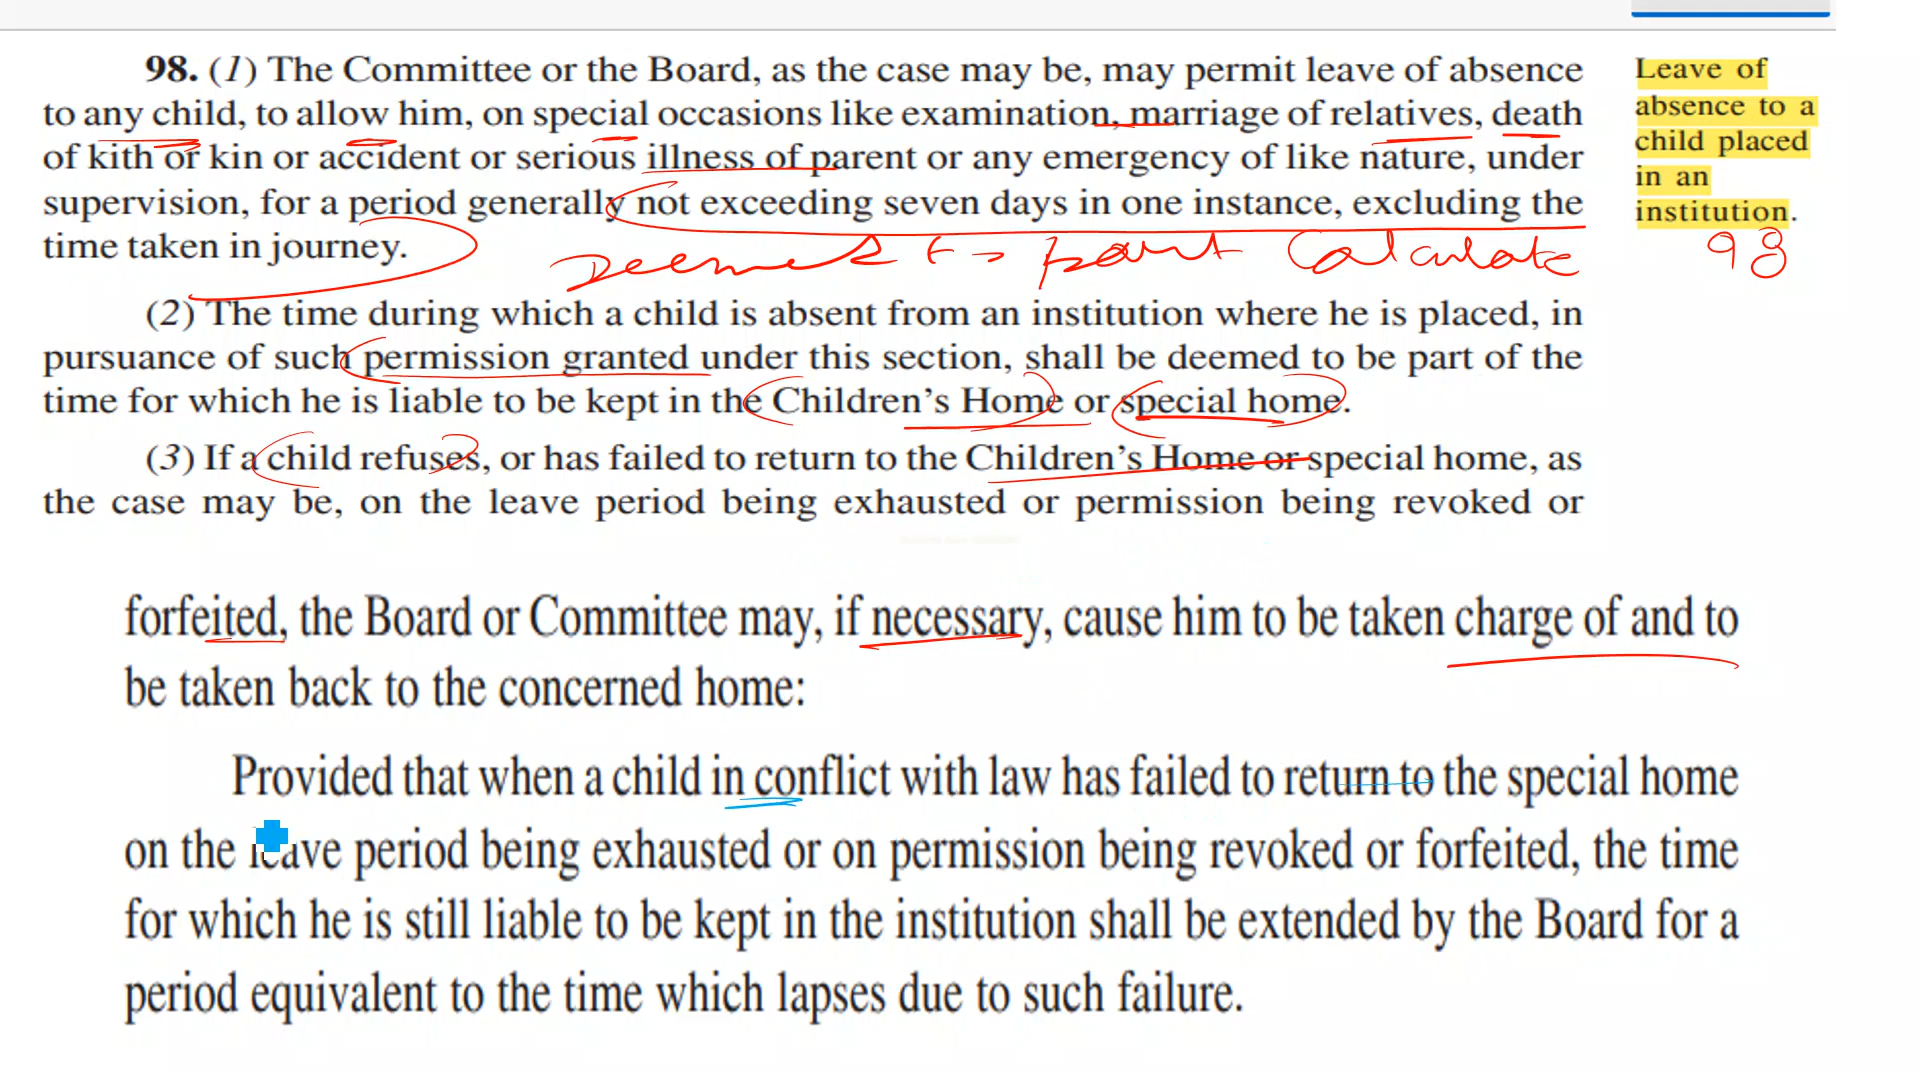 98. (1) The Committee or the Board, as the case may be, may permit leave of absence
to any child, to allow him, on special occasions like examination, marriage of relatives, death
of kith or kin or accident or serious illness of parent or any emergency of like nature, under
supervision, for a period generally not exceeding seven days in one instance, excluding the
time taken in journey.
Leave of
absence to a
child placed
in an
institution.
98
Deemed to part Calculate
(2) The time during which a child is absent from an institution where he is placed, in
pursuance of such permission granted under this section, shall be deemed to be part of the
time for which he is liable to be kept in the Children’s Home or special home.
(3) If a child refuses, or has failed to return to the Children’s Home or special home, as
the case may be, on the leave period being exhausted or permission being revoked or
forfeited, the Board or Committee may, if necessary, cause him to be taken charge of and to
be taken back to the concerned home:
Provided that when a child in conflict with law has failed to return to the special home
on the leave period being exhausted or on permission being revoked or forfeited, the time
for which he is still liable to be kept in the institution shall be extended by the Board for a
period equivalent to the time which lapses due to such failure.